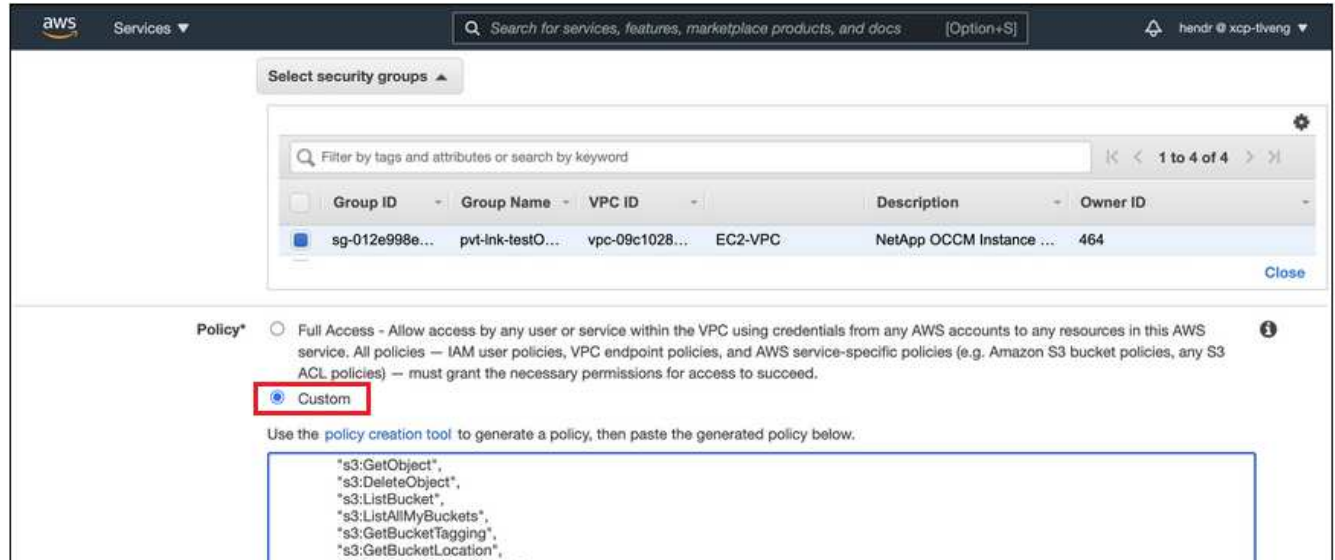 aws Services ▼ Search for services, features, marketplace products, and docs [Option+S] hendr @ xcp-tlveng ▼
Select security groups ▲
Filter by tags and attributes or search by keyword 1 to 4 of 4
Group ID Group Name VPC ID Description Owner ID
sg-012e998e... pvt-lnk-testO... vpc-09c1028... EC2-VPC NetApp OCCM Instance ... 464
Close
Policy* Full Access - Allow access by any user or service within the VPC using credentials from any AWS accounts to any resources in this AWS
service. All policies — IAM user policies, VPC endpoint policies, and AWS service-specific policies (e.g. Amazon S3 bucket policies, any S3
ACL policies) — must grant the necessary permissions for access to succeed.
Custom
Use the policy creation tool to generate a policy, then paste the generated policy below.
"s3:GetObject",
"s3:DeleteObject",
"s3:ListBucket",
"s3:ListAllMyBuckets",
"s3:GetBucketTagging",
"s3:GetBucketLocation",